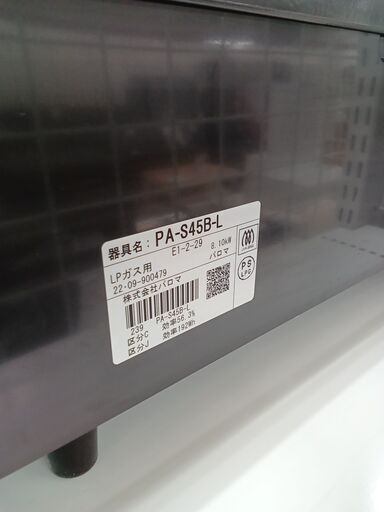 器具名：PA-S45B-L
E1-2-29 8.10kW
LPガス用 パロマ
22-09-900479
株式会社パロマ
239 PA-S45B-L
区分C 効率56.3%
区分J 効率192Wh
PS
LPG